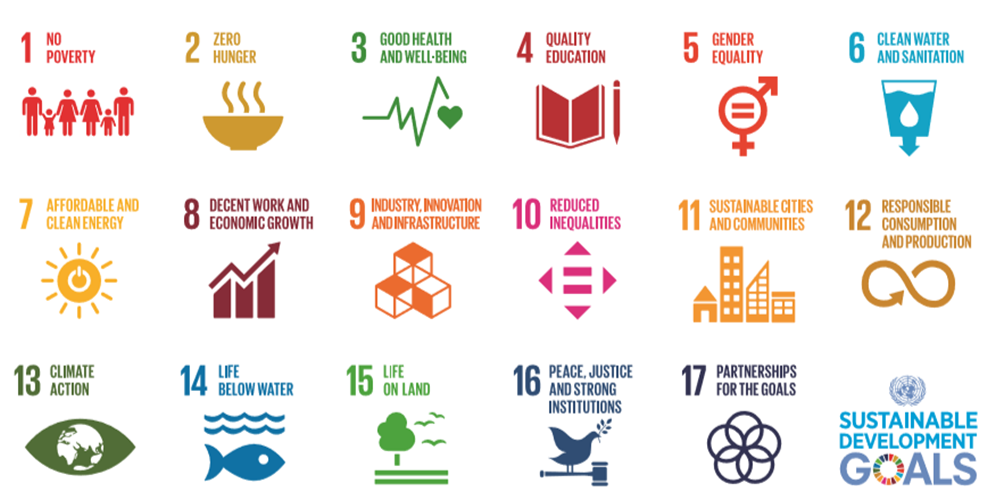 1 NO
POVERTY
2 ZERO
HUNGER
3 GOOD HEALTH
AND WELL-BEING
4 QUALITY
EDUCATION
5 GENDER
EQUALITY
6 CLEAN WATER
AND SANITATION
7 AFFORDABLE AND
CLEAN ENERGY
8 DECENT WORK AND
ECONOMIC GROWTH
9 INDUSTRY, INNOVATION
AND INFRASTRUCTURE
10 REDUCED
INEQUALITIES
11 SUSTAINABLE CITIES
AND COMMUNITIES
12 RESPONSIBLE
CONSUMPTION
AND PRODUCTION
13 CLIMATE
ACTION
14 LIFE
BELOW WATER
15 LIFE
ON LAND
16 PEACE, JUSTICE
AND STRONG
INSTITUTIONS
17 PARTNERSHIPS
FOR THE GOALS
SUSTAINABLE
DEVELOPMENT
GOALS